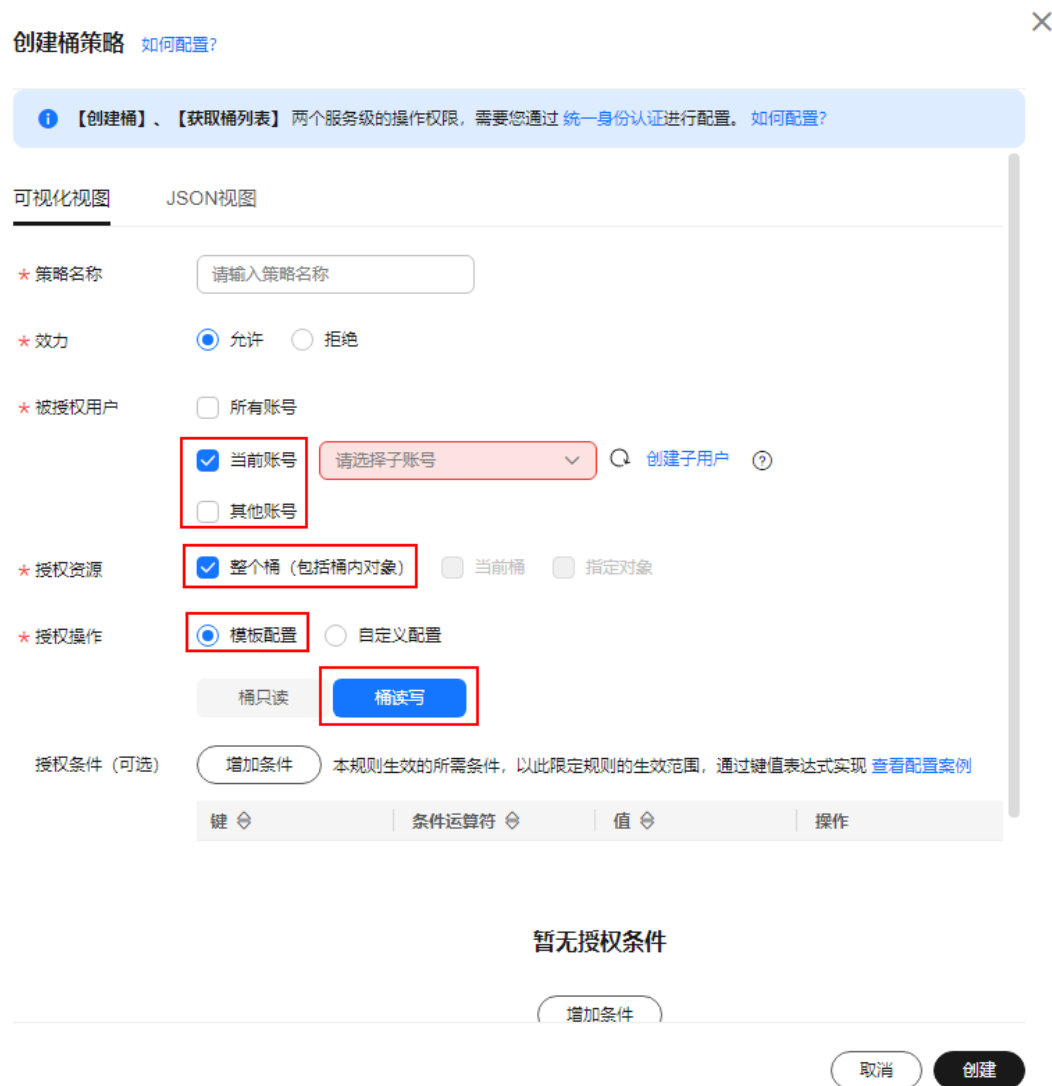 创建桶策略 如何配置?
【创建桶】、【获取桶列表】两个服务级的操作权限，需要您通过 统一身份认证进行配置。 如何配置?
可视化视图 JSON视图
* 策略名称 请输入策略名称
* 效力 允许 拒绝
* 被授权用户 所有账号
当前账号 请选择子账号 创建子用户 ?
其他账号
* 授权资源 整个桶（包括桶内对象） 当前桶 指定对象
* 授权操作 模板配置 自定义配置
桶只读 桶读写
授权条件（可选） 增加条件 本规则生效的所需条件，以此限定规则的生效范围，通过键值表达式实现 查看配置案例
键 条件运算符 值 操作
暂无授权条件
增加条件
取消 创建